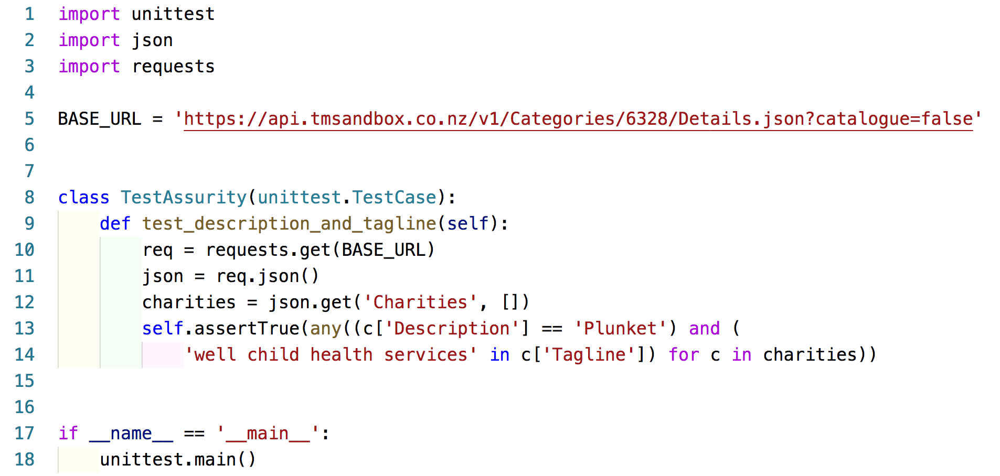 1 import unittest
2 import json
3 import requests
4
5 BASE_URL = 'https://api.tmsandbox.co.nz/v1/Categories/6328/Details.json?catalogue=false'
6
7
8 class TestAssurity(unittest.TestCase):
9     def test_description_and_tagline(self):
10         req = requests.get(BASE_URL)
11         json = req.json()
12         charities = json.get('Charities', [])
13         self.assertTrue(any((c['Description'] == 'Plunket') and (
14             'well child health services' in c['Tagline']) for c in charities))
15
16
17 if __name__ == '__main__':
18     unittest.main()